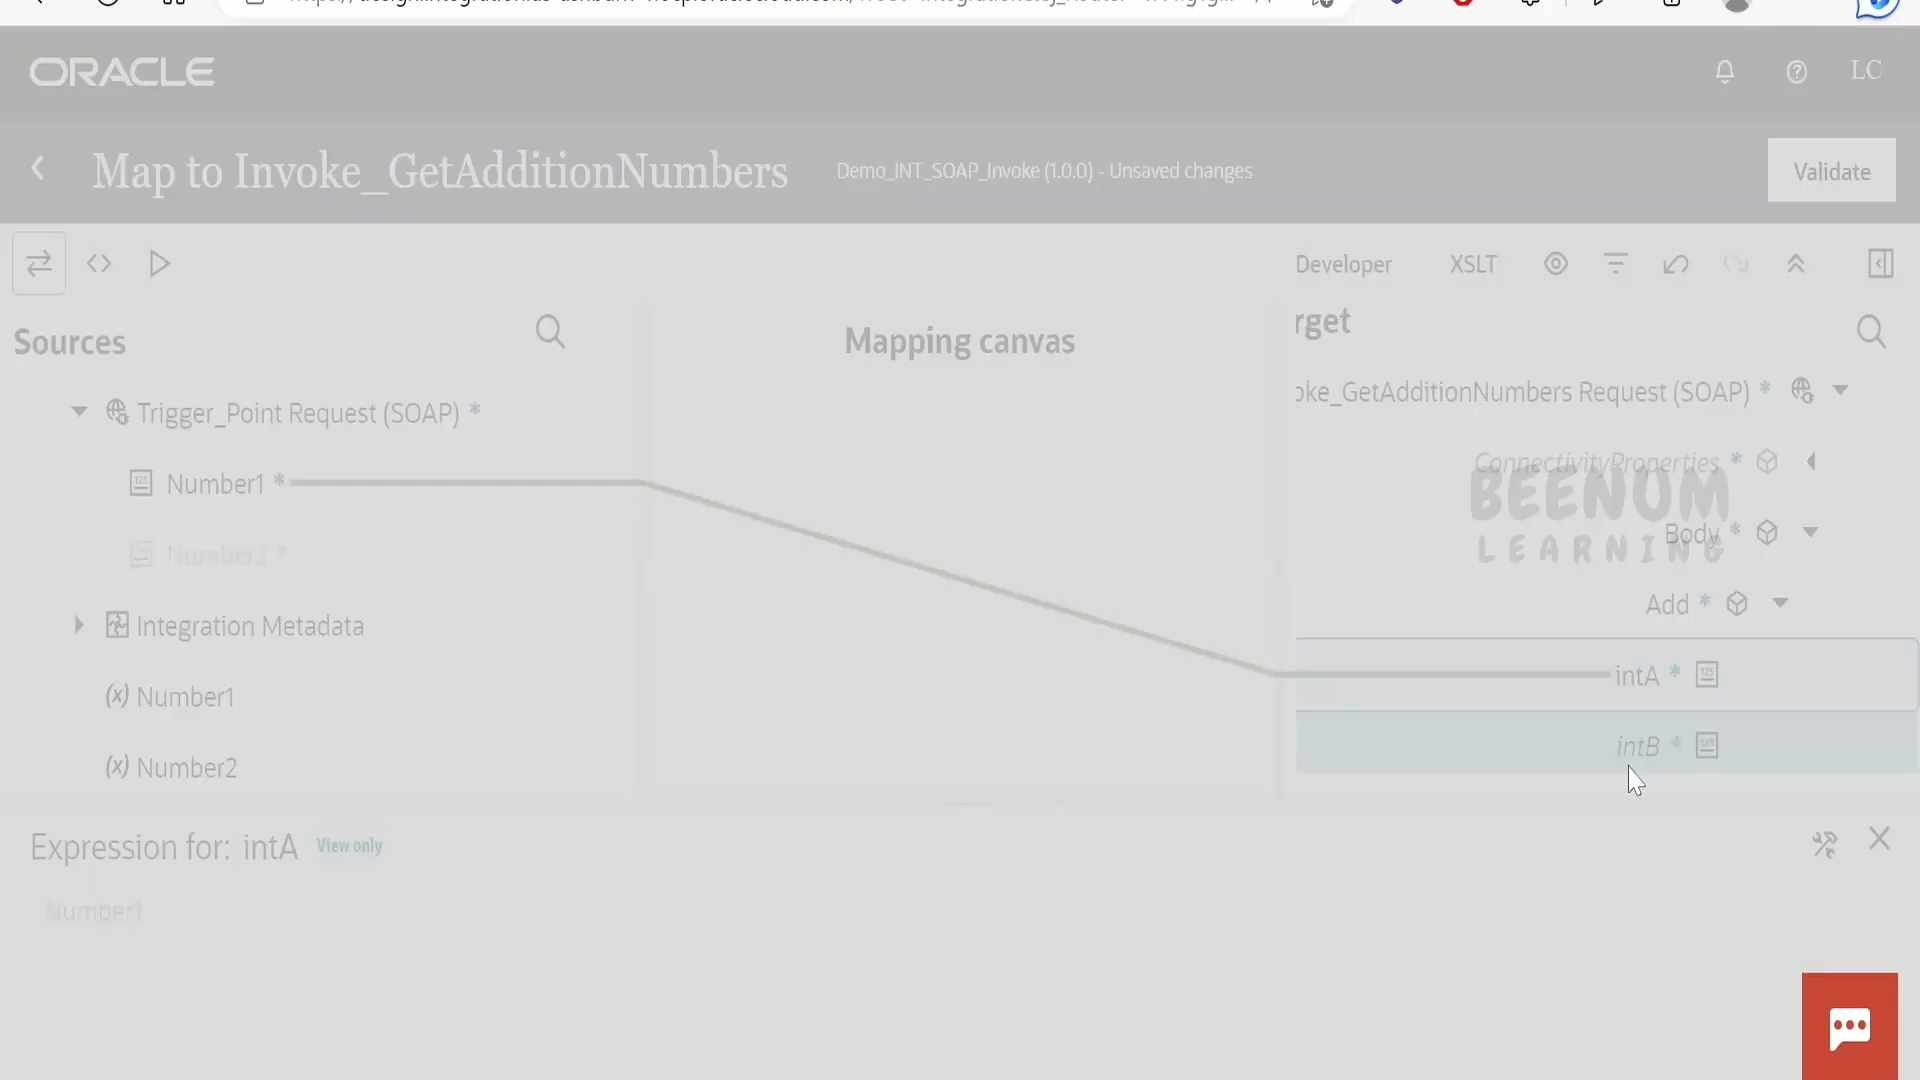 ORACLE
LC
Map to Invoke_GetAdditionNumbers
Demo_INT_SOAP_Invoke (1.0.0) - Unsaved changes
Validate
Developer
XSLT
Sources
Mapping canvas
rget
Trigger_Point Request (SOAP) *
oke_GetAdditionNumbers Request (SOAP) *
ConnectivityProperties *
Number1 *
BEENUM
LEARNING
Body *
Number2 *
Add *
Integration Metadata
intA *
(x) Number1
intB *
(x) Number2
Expression for: intA View only
Number1